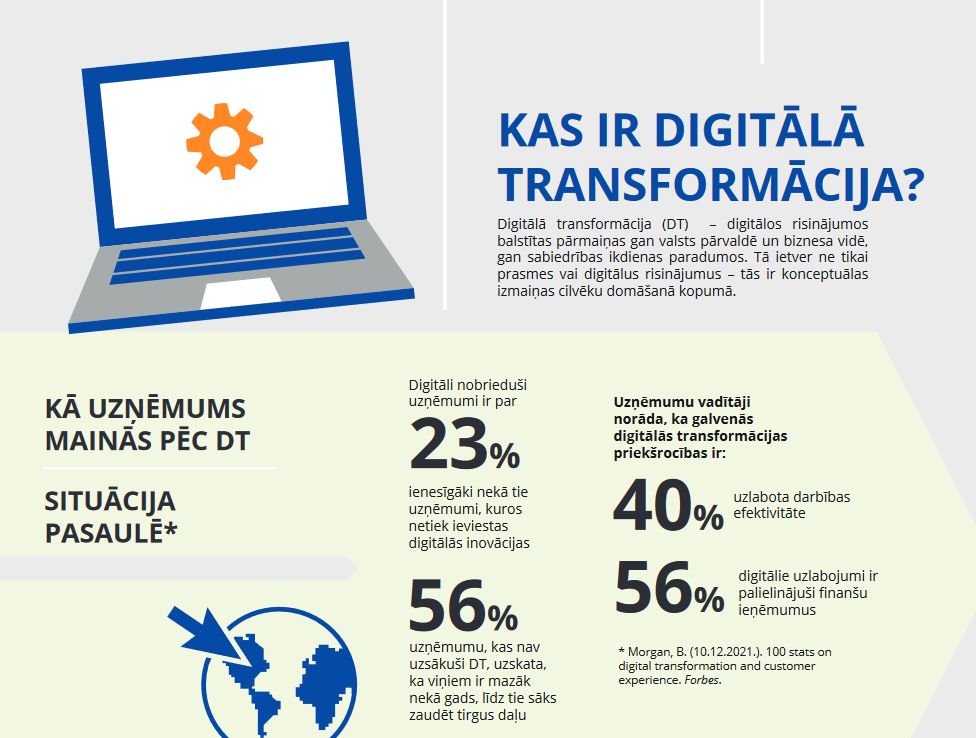 KAS IR DIGITĀLĀ
TRANSFORMĀCIJA?
Digitālā transformācija (DT) – digitālos risinājumos
balstītas pārmaiņas gan valsts pārvaldē un biznesa vidē,
gan sabiedrības ikdienas paradumos. Tā ietver ne tikai
prasmes vai digitālus risinājumus – tās ir konceptuālas
izmaiņas cilvēku domāšanā kopumā.
KĀ UZŅĒMUMS
MAINĀS PĒC DT
SITUĀCIJA
PASAULĒ*
Digitāli nobrieduši
uzņēmumi ir par
23%
ienesīgāki nekā tie
uzņēmumi, kuros
netiek ieviestas
digitālās inovācijas
56%
uzņēmumu, kas nav
uzsākuši DT, uzskata,
ka viņiem ir mazāk
nekā gads, līdz tie sāks
zaudēt tirgus daļu
Uzņēmumu vadītāji
norāda, ka galvenās
digitālās transformācijas
priekšrocības ir:
40%
uzlabota darbības
efektivitāte
56%
digitālie uzlabojumi ir
palielinājuši finanšu
ieņēmumus
* Morgan, B. (10.12.2021.). 100 stats on
digital transformation and customer
experience. Forbes.